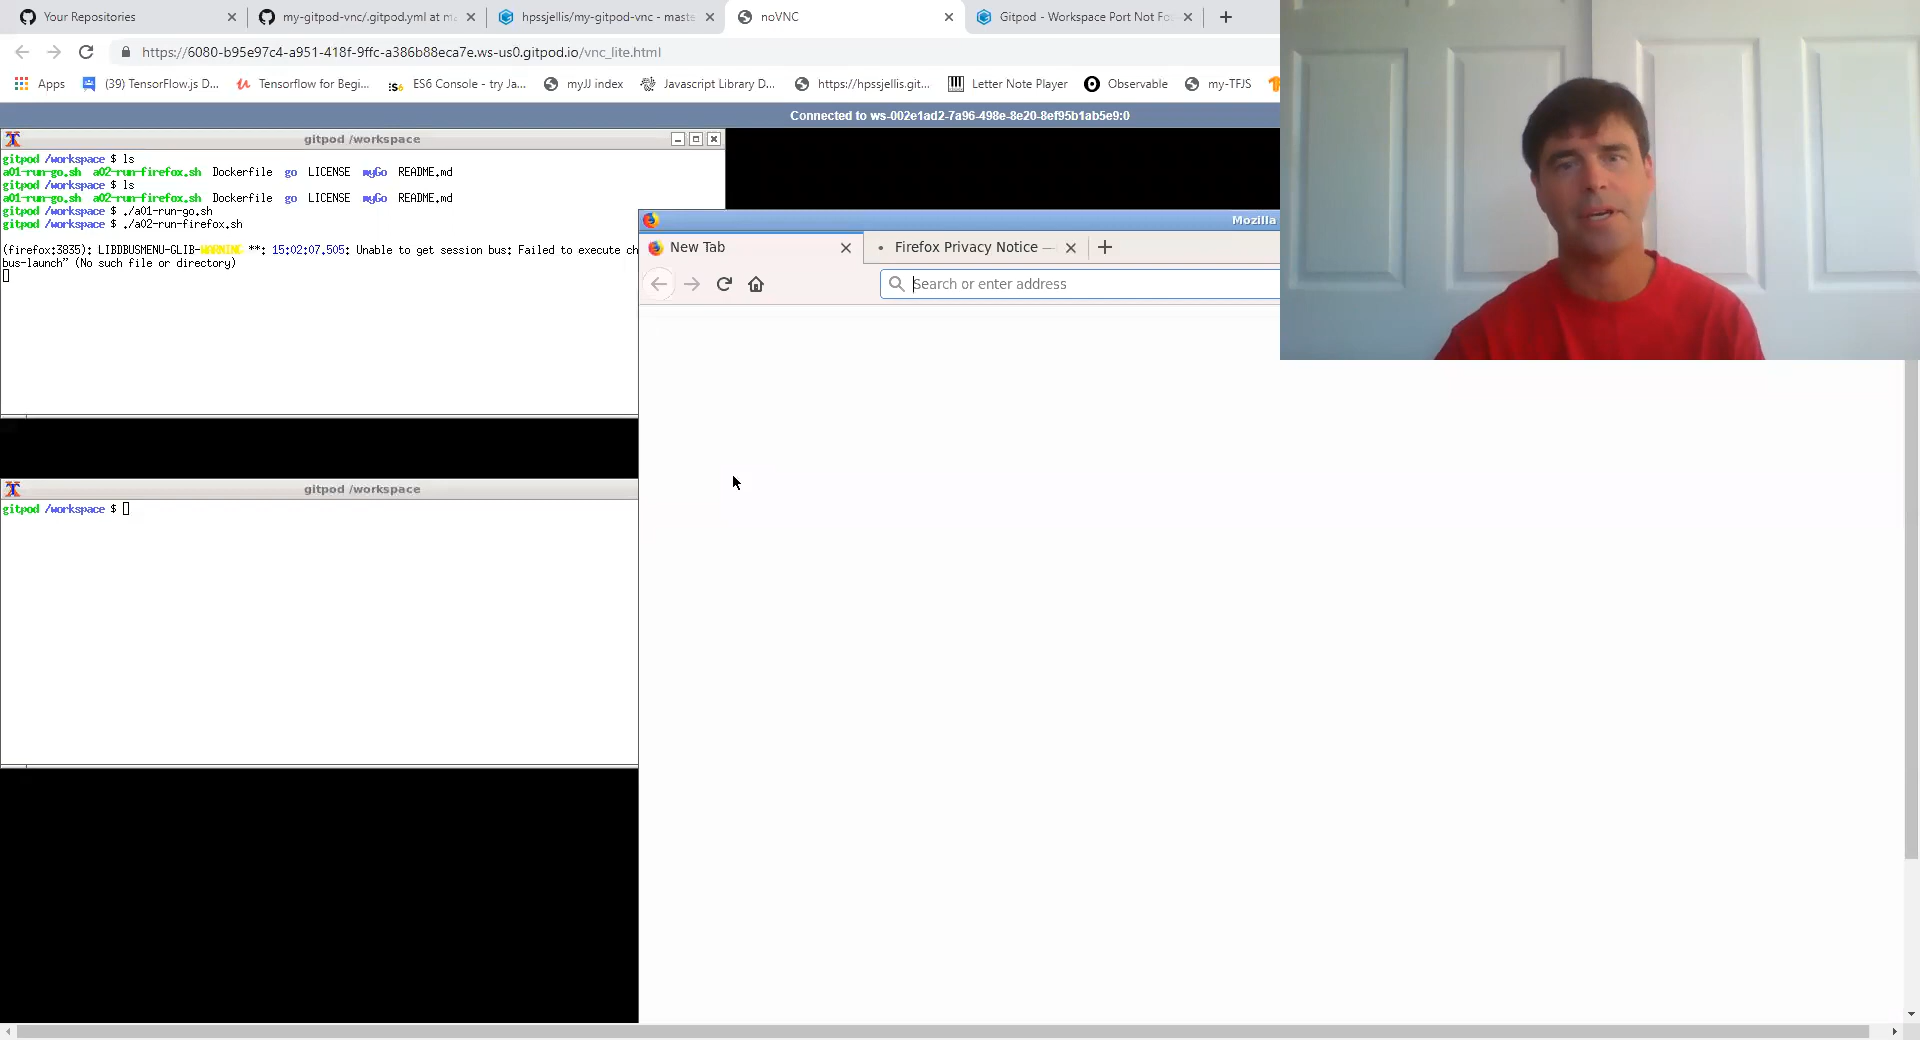 Your Repositories
my-gitpod-vnc/.gitpod.yml at ma
hpssjellis/my-gitpod-vnc - maste
noVNC
Gitpod - Workspace Port Not Fo
https://6080-b95e97c4-a951-418f-9ffc-a386b88eca7e.ws-us0.gitpod.io/vnc_lite.html
Apps
(39) TensorFlow.js D...
Tensorflow for Begi...
ES6 Console - try Ja...
myJJ index
Javascript Library D...
https://hpssjellis.git...
Letter Note Player
Observable
my-TFJS
Connected to ws-002e1ad2-7a96-498e-8e20-8ef95b1ab5e9:0
gitpod /workspace
gitpod /workspace $ ls
a01-run-go.sh a02-run-firefox.sh Dockerfile go LICENSE myGo README.md
gitpod /workspace $ ls
a01-run-go.sh a02-run-firefox.sh Dockerfile go LICENSE myGo README.md
gitpod /workspace $ ./a01-run-go.sh
gitpod /workspace $ ./a02-run-firefox.sh
(firefox:3835): LIBDBUSMENU-GLIB-WARNING **: 15:02:07.505: Unable to get session bus: Failed to execute ch
bus-launch” (No such file or directory)
Mozilla
New Tab
Firefox Privacy Notice —
Search or enter address
gitpod /workspace
gitpod /workspace $